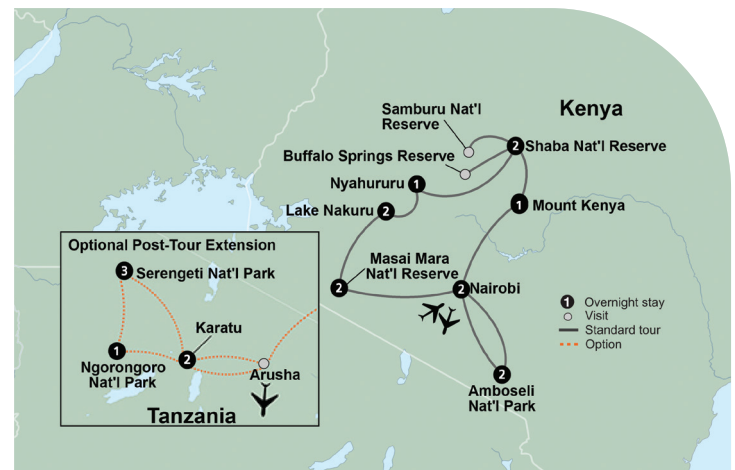 Kenya
Samburu Nat'l
Reserve
2
Shaba Nat'l Reserve
Buffalo Springs Reserve
Nyahururu
1
Lake Nakuru
2
1
Mount Kenya
Masai Mara
Nat'l Reserve
2
2
Nairobi
2
Amboseli
Nat'l Park
1
Overnight stay
Visit
Standard tour
Option
Optional Post-Tour Extension
3
Serengeti Nat'l Park
Karatu
1
2
Ngorongoro
Nat'l Park
Arusha
Tanzania